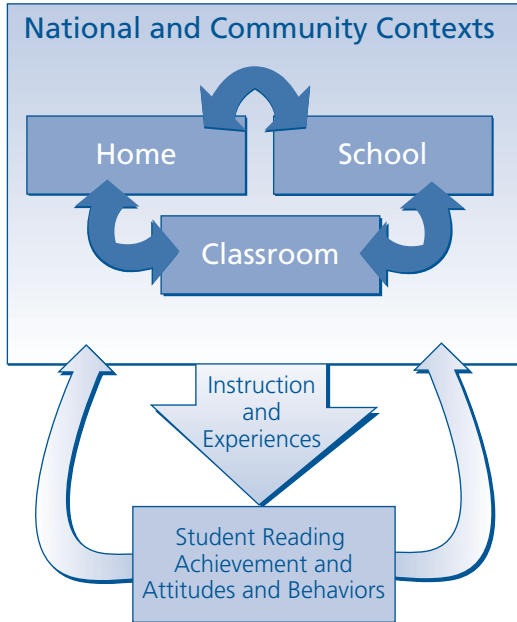 National and Community Contexts
Home
School
Classroom
Instruction
and
Experiences
Student Reading
Achievement and
Attitudes and Behaviors